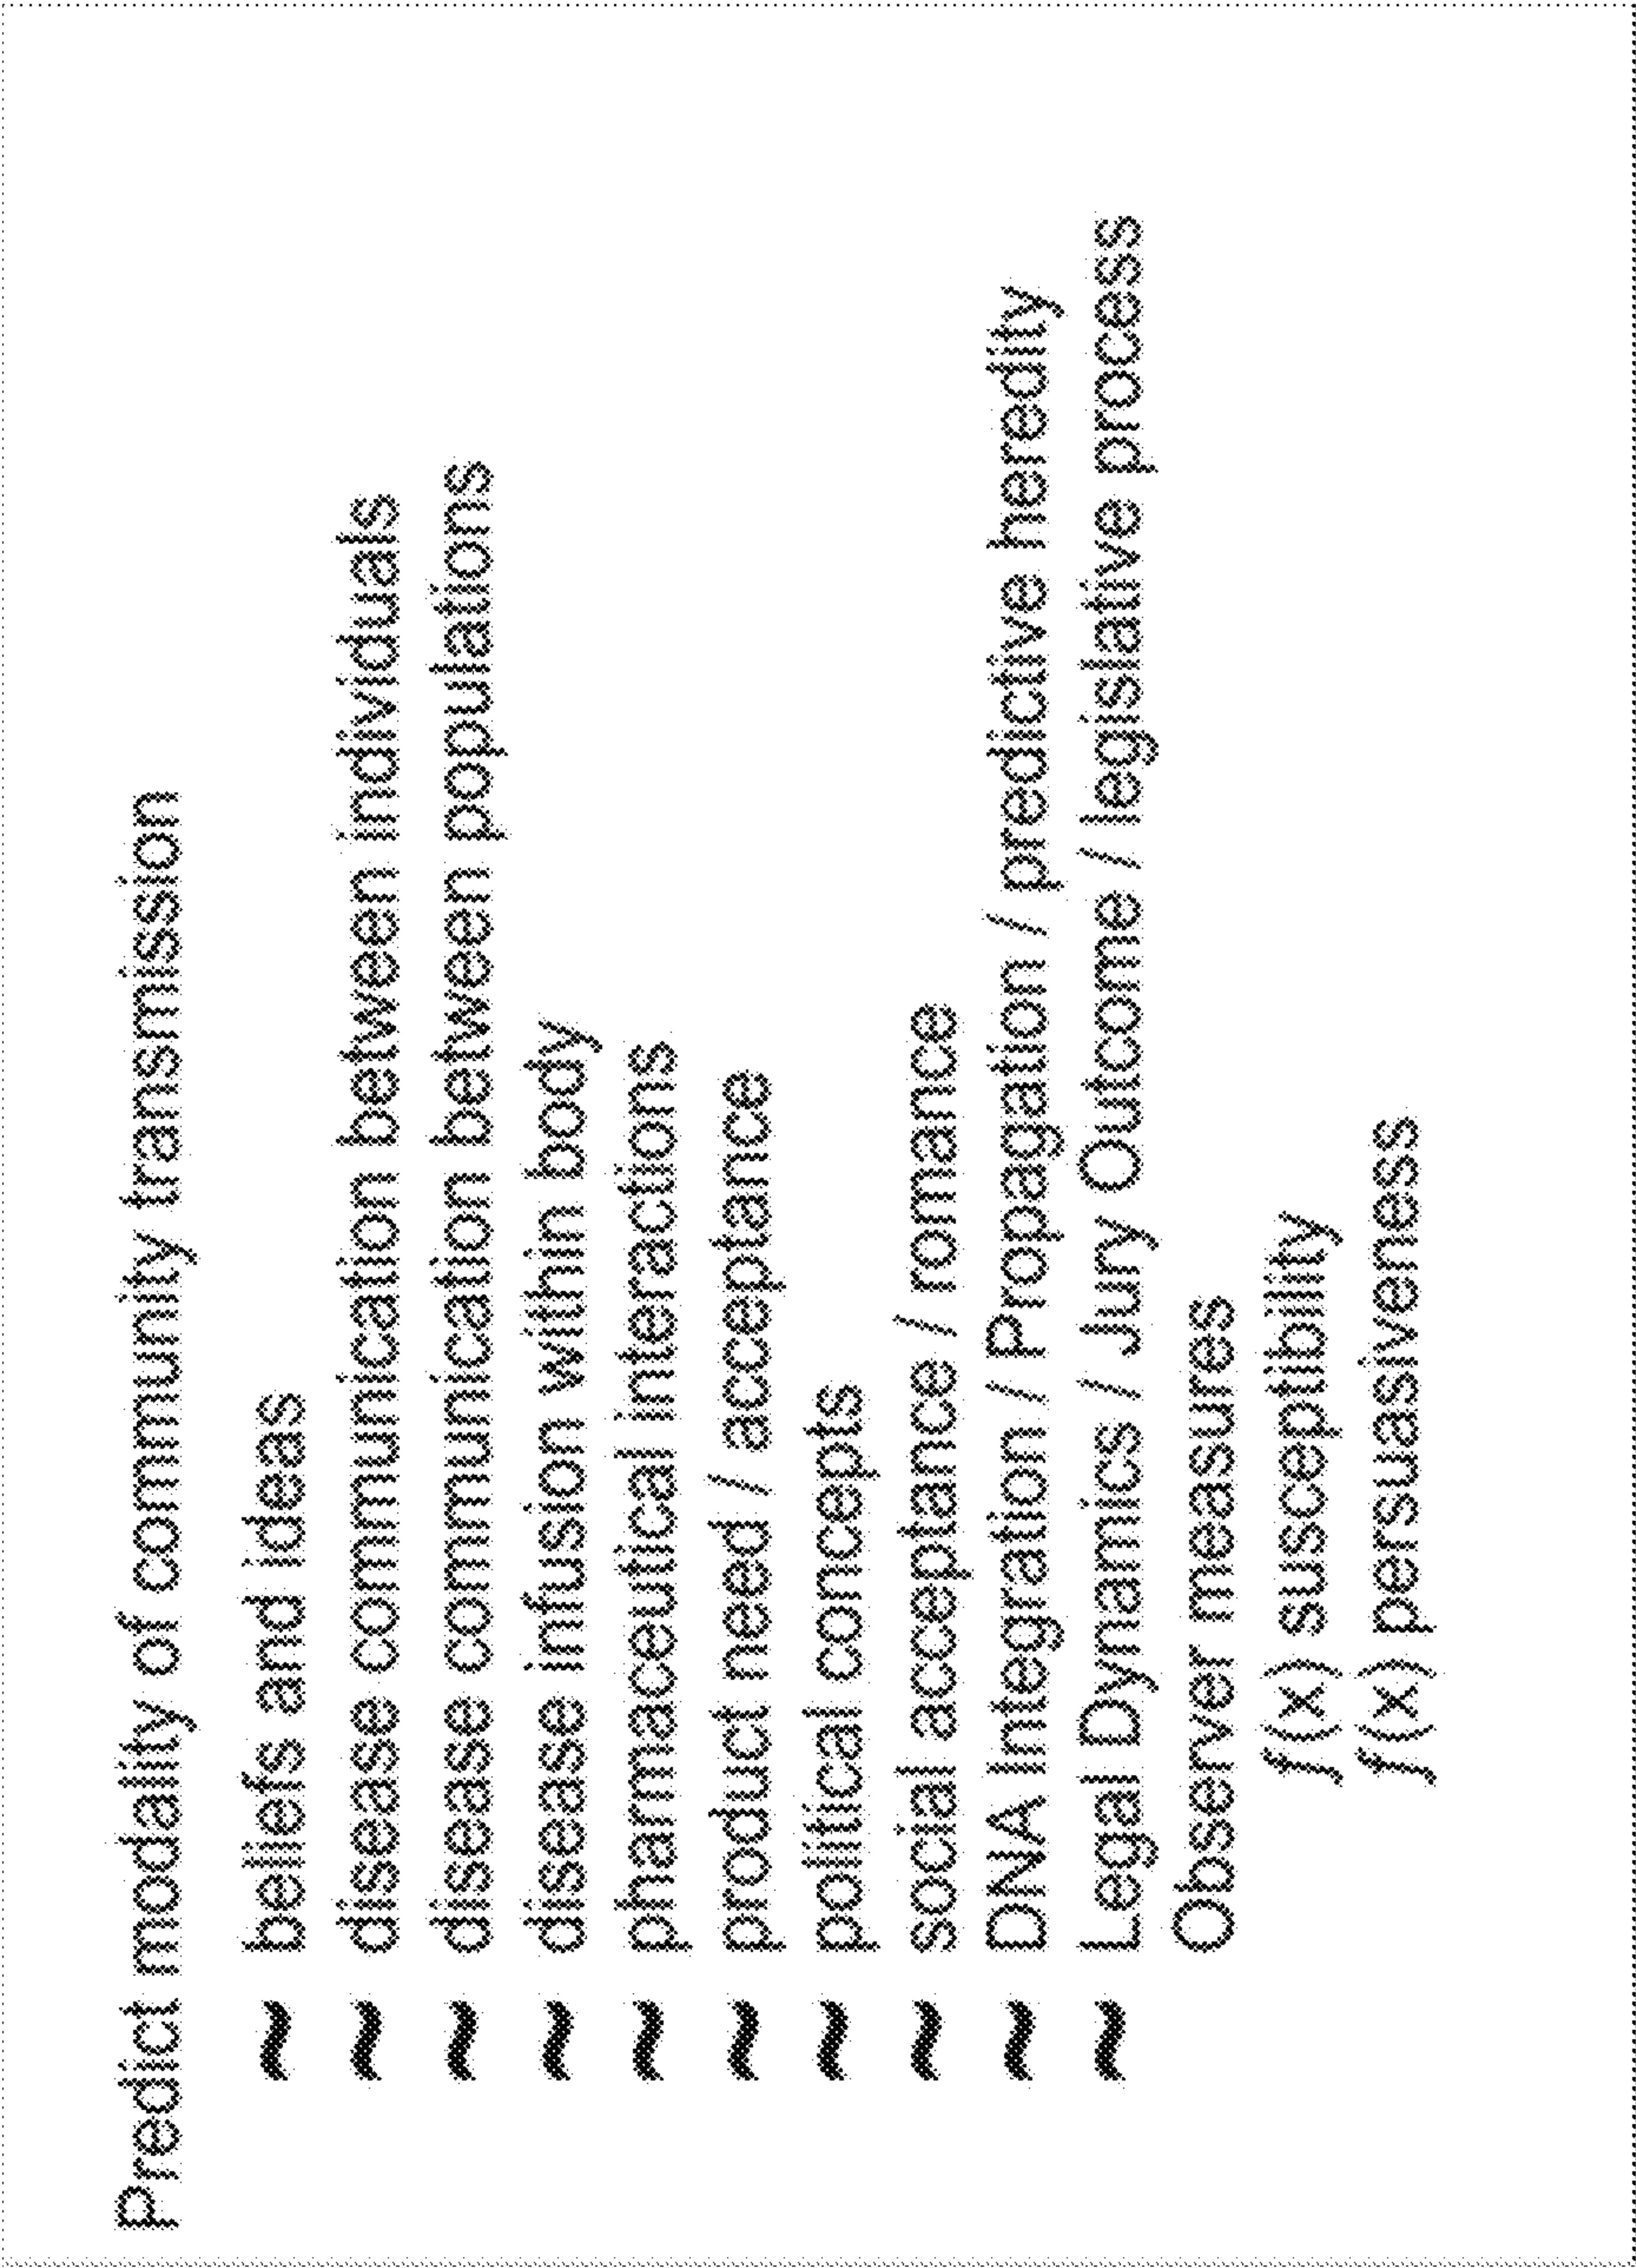 Predict modality of community transmission
~ beliefs and ideas
~ disease communication between individuals
~ disease communication between populations
~ disease infusion within body
~ pharmaceutical interactions
~ product need / acceptance
~ political concepts
~ social acceptance / romance
~ DNA Integration / Propagation / predictive heredity
~ Legal Dynamics / Jury Outcome / legislative process
Observer measures
f(x) susceptibility
f(x) persuasiveness